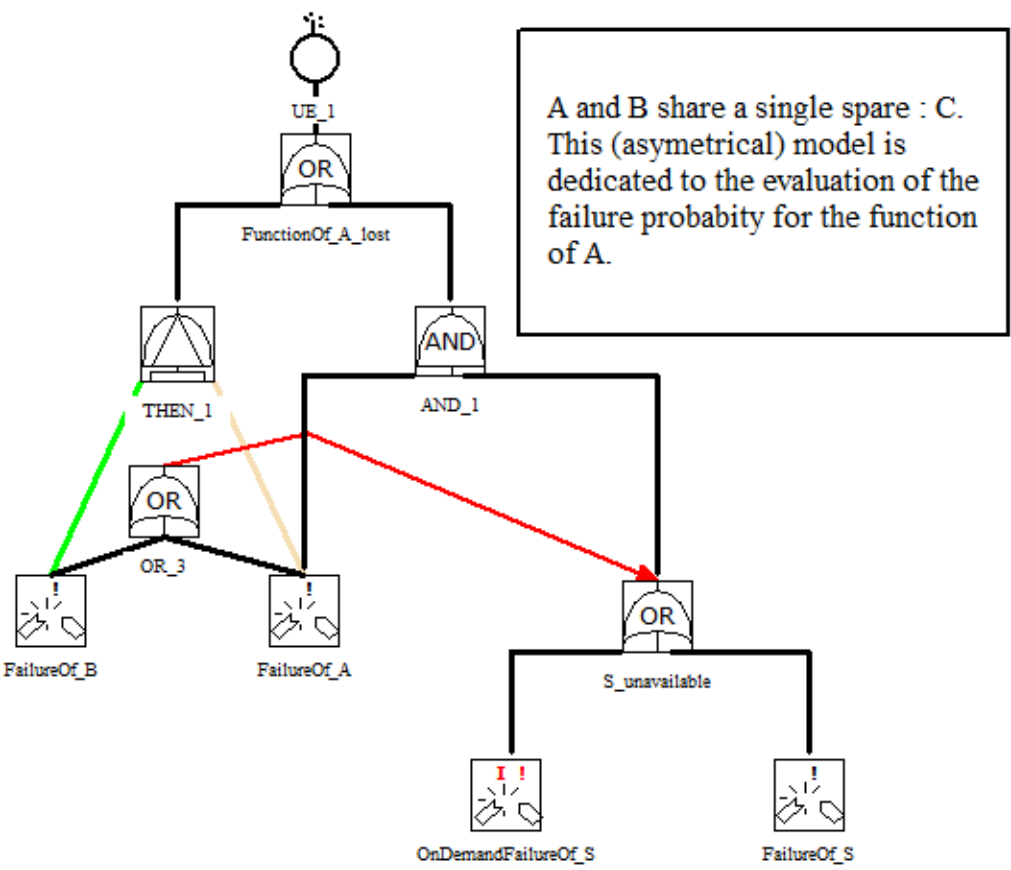 UE_1
OR
FunctionOf_A_lost
A and B share a single spare : C.
This (asymetrical) model is
dedicated to the evaluation of the
failure probabity for the function
of A.
THEN_1
AND
AND_1
OR
OR_3
!
FailureOf_B
!
FailureOf_A
OR
S_unavailable
I !
OnDemandFailureOf_S
!
FailureOf_S